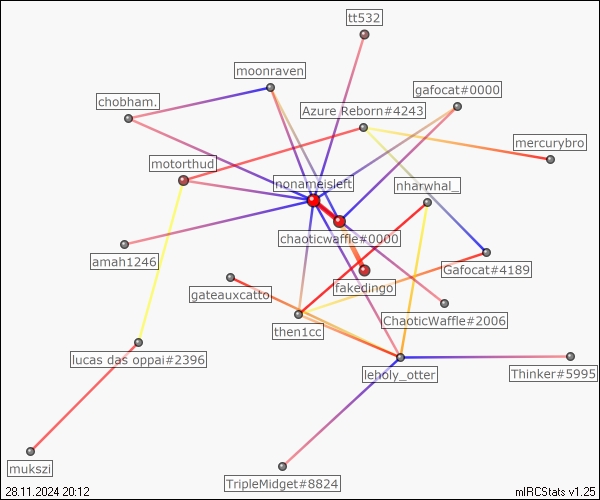 tt532
moonraven
gafocat#0000
chobham.
Azure Reborn#4243
mercurybro
motorthud
nonameisleft
nharwhal_
chaoticwaffle#0000
amah1246
Gafocat#4189
fakedingo
gateauxcatto
ChaoticWaffle#2006
then1cc
lucas das oppai#2396
leholy_otter
Thinker#5995
mukszi
TripleMidget#8824
28.11.2024 20:12
mIRCStats v1.25